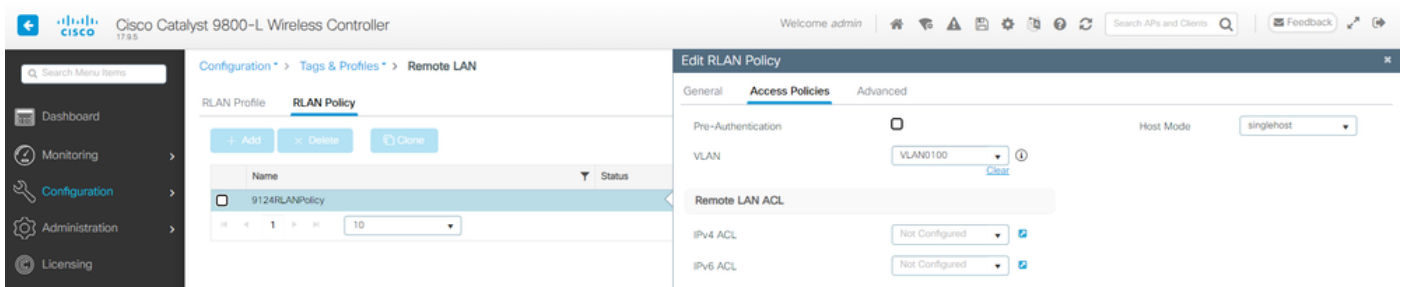 cisco
Cisco Catalyst 9800-L Wireless Controller
17.9.5
Welcome admin
Search APs and Clients
Feedback
Search Menu Items
Dashboard
Monitoring
Configuration
Administration
Licensing
Configuration > Tags & Profiles > Remote LAN
RLAN Profile RLAN Policy
+ Add × Delete Clone
Name Status
9124RLANPolicy
1 10
Edit RLAN Policy
General Access Policies Advanced
Pre-Authentication Host Mode singlehost
VLAN VLAN0100
Clear
Remote LAN ACL
IPv4 ACL Not Configured
IPv6 ACL Not Configured